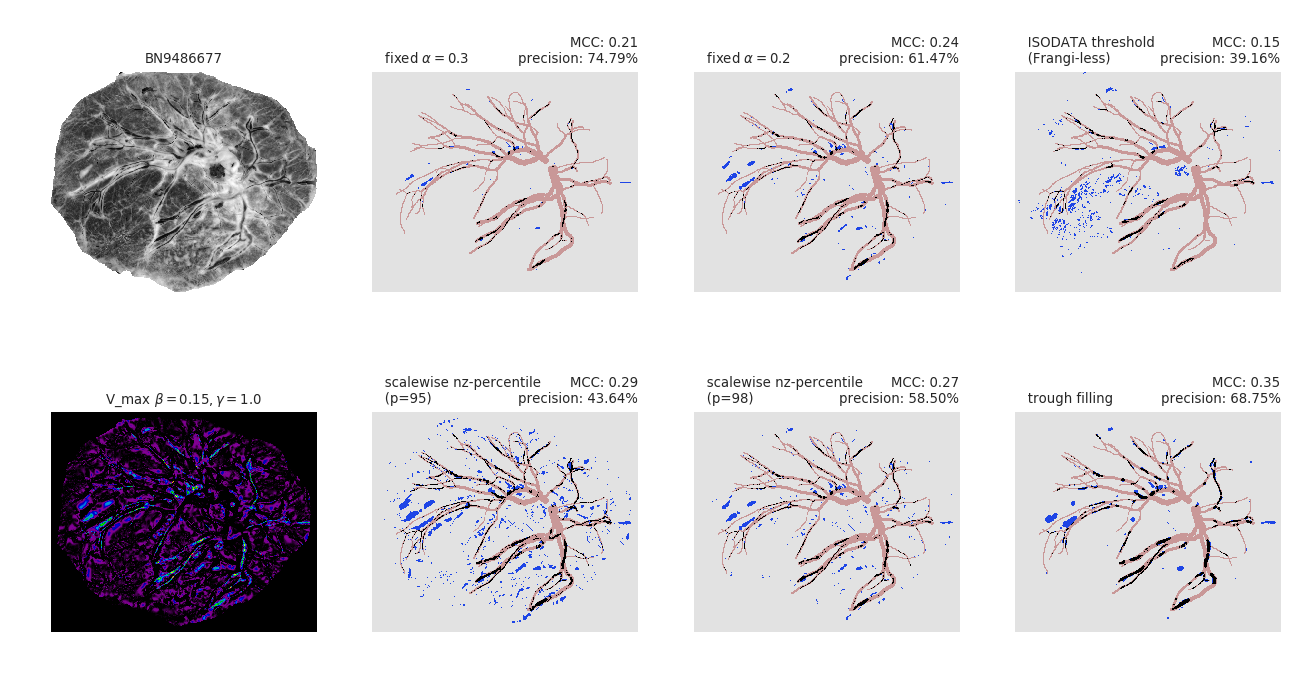 BN9486677
MCC: 0.21
fixed α = 0.3 precision: 74.79%
MCC: 0.24
fixed α = 0.2 precision: 61.47%
ISODATA threshold MCC: 0.15
(Frangi-less) precision: 39.16%
V_max β = 0.15, γ = 1.0
scalewise nz-percentile MCC: 0.29
(p=95) precision: 43.64%
scalewise nz-percentile MCC: 0.27
(p=98) precision: 58.50%
MCC: 0.35
trough filling precision: 68.75%